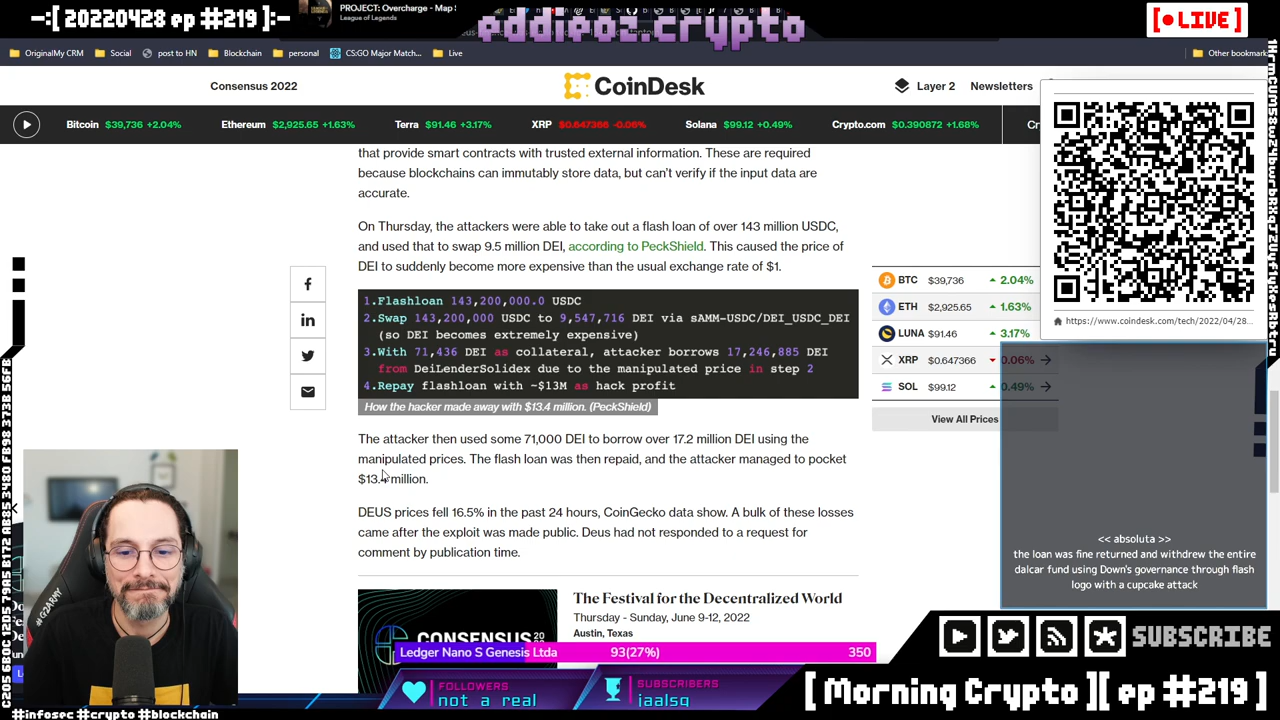 -:[ 20220428 ep #219 ]:-
PROJECT: Overcharge - Map S
League of Legends
eddieoz.crypto
[•LIVE]
OriginalMy CRM
Social
post to HN
Blockchain
personal
CS:GO Major Match...
Live
Other bookmark
Consensus 2022
CoinDesk
Layer 2
Newsletters
Bitcoin $39,736 +2.04%
Ethereum $2,925.65 +1.63%
Terra $91.46 +3.17%
XRP $0.647366 -0.06%
Solana $99.12 +0.49%
Crypto.com $0.390872 +1.68%
Cr
that provide smart contracts with trusted external information. These are required
because blockchains can immutably store data, but can't verify if the input data are
accurate.
On Thursday, the attackers were able to take out a flash loan of over 143 million USDC,
and used that to swap 9.5 million DEI, according to PeckShield. This caused the price of
DEI to suddenly become more expensive than the usual exchange rate of $1.
1.Flashloan 143,200,000.0 USDC
2.Swap 143,200,000 USDC to 9,547,716 DEI via sAMM-USDC/DEI_USDC_DEI
(so DEI becomes extremely expensive)
3.With 71,436 DEI as collateral, attacker borrows 17,246,885 DEI
from DeiLenderSolidex due to the manipulated price in step 2
4.Repay flashloan with ~$13M as hack profit
How the hacker made away with $13.4 million. (PeckShield)
The attacker then used some 71,000 DEI to borrow over 17.2 million DEI using the
manipulated prices. The flash loan was then repaid, and the attacker managed to pocket
$13.4 million.
DEUS prices fell 16.5% in the past 24 hours, CoinGecko data show. A bulk of these losses
came after the exploit was made public. Deus had not responded to a request for
comment by publication time.
The Festival for the Decentralized World
Thursday - Sunday, June 9-12, 2022
Austin, Texas
CONSENSUS 20
BTC $39,736 2.04%
ETH $2,925.65 1.63%
LUNA $91.46 3.17%
XRP $0.647366 0.06%
SOL $99.12 0.49%
View All Prices
https://www.coindesk.com/tech/2022/04/28...
<< absoluta >>
the loan was fine returned and withdrew the entire
dalcar fund using Down's governance through flash
logo with a cupcake attack
Ledger Nano S Genesis Ltda 93(27%) 350
FOLLOWERS
not a real
SUBSCRIBERS
iaalsg
SUBSCRIBE
[ Morning Crypto ][ ep #219 ]
#infosec #crypto #blockchain